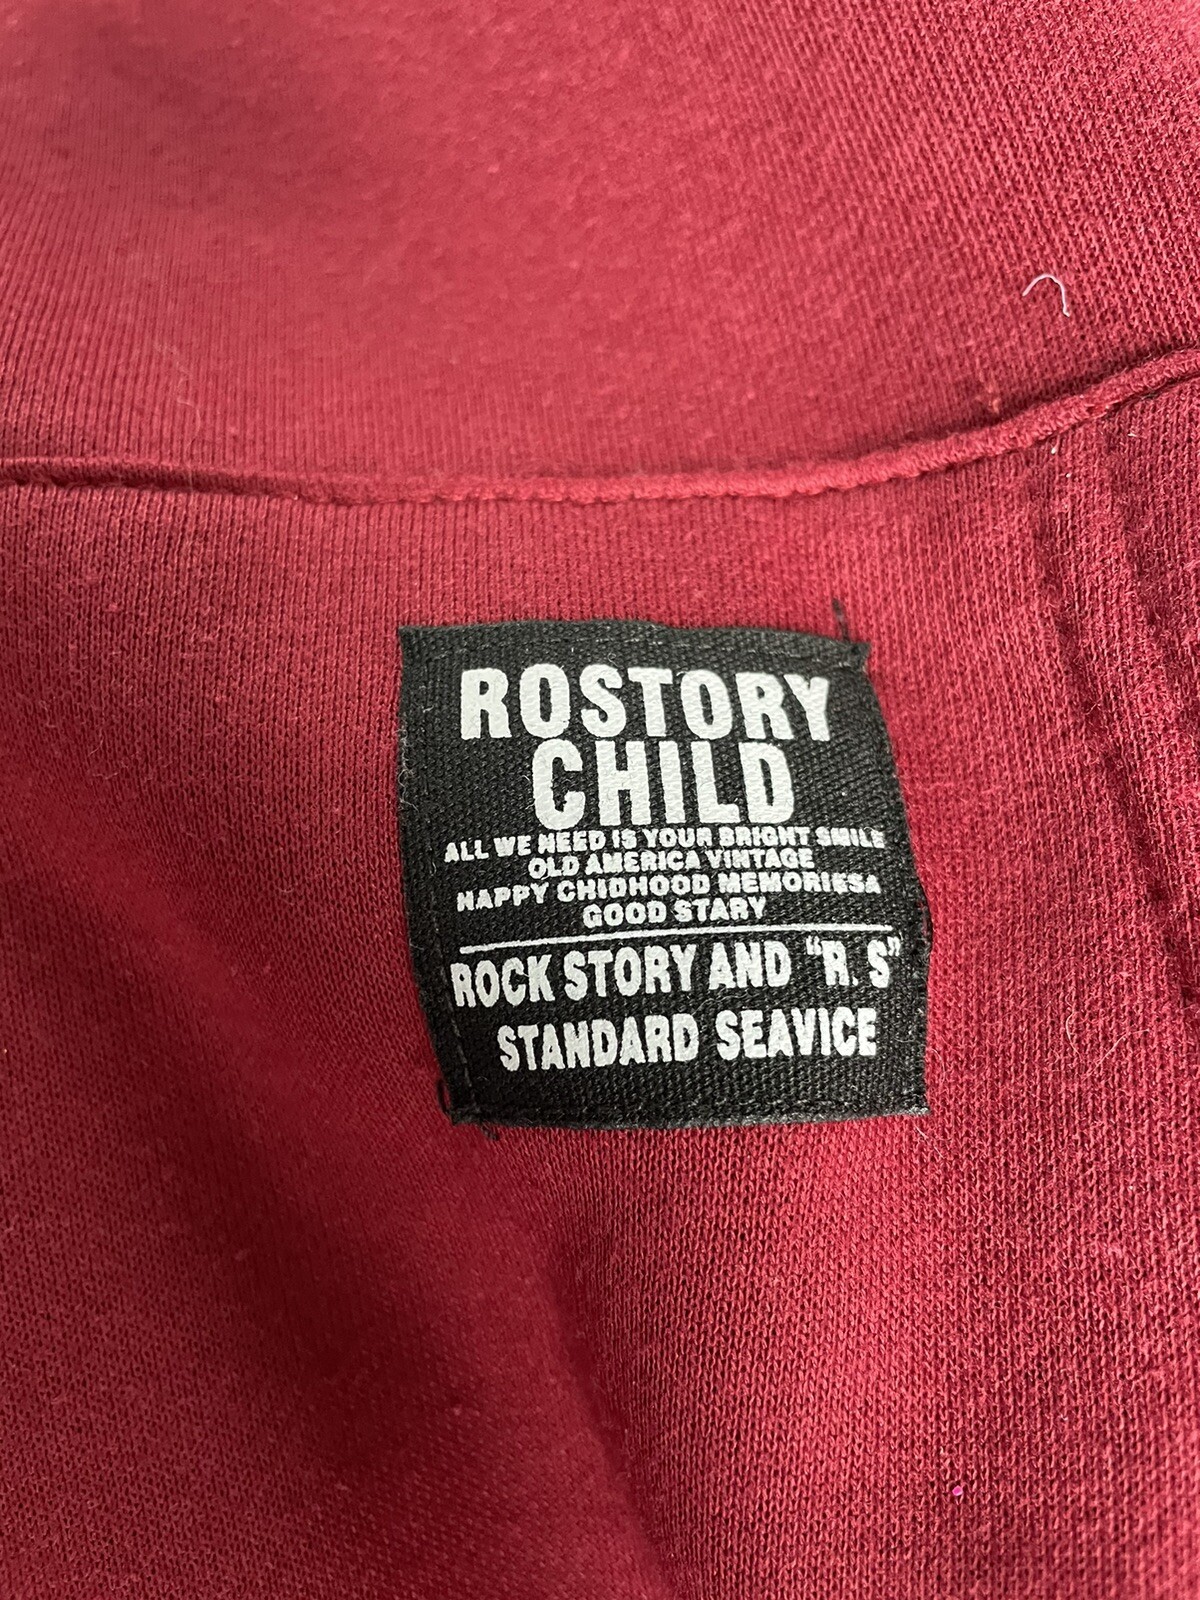 ROSTORY
CHILD
ALL WE NEED IS YOUR BRIGHT SMILE
OLD AMERICA VINTAGE
HAPPY CHIDHOOD MEMORIESA
GOOD STARY
ROCK STORY AND "R. S"
STANDARD SEAVICE